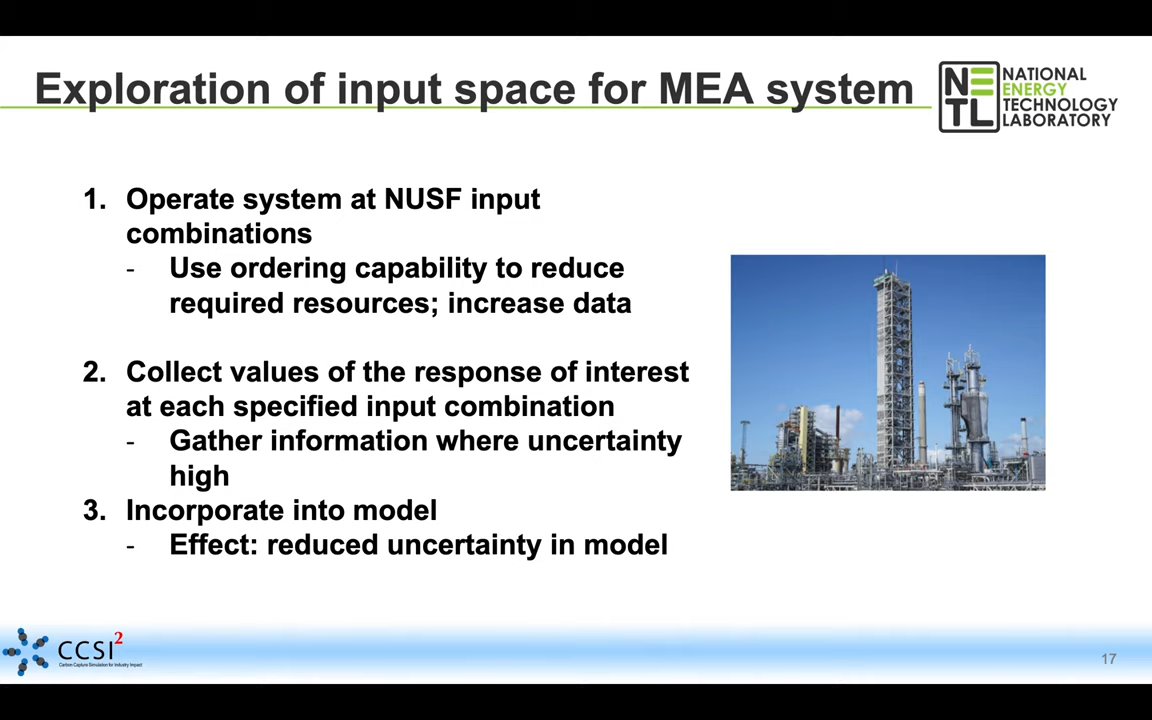 Exploration of input space for MEA system
NATIONAL
ENERGY
TECHNOLOGY
LABORATORY
NE
TL
1. Operate system at NUSF input
combinations
- Use ordering capability to reduce
required resources; increase data
2. Collect values of the response of interest
at each specified input combination
- Gather information where uncertainty
high
3. Incorporate into model
- Effect: reduced uncertainty in model
CCSI2
Carbon Capture Simulation for Industry Impact
17